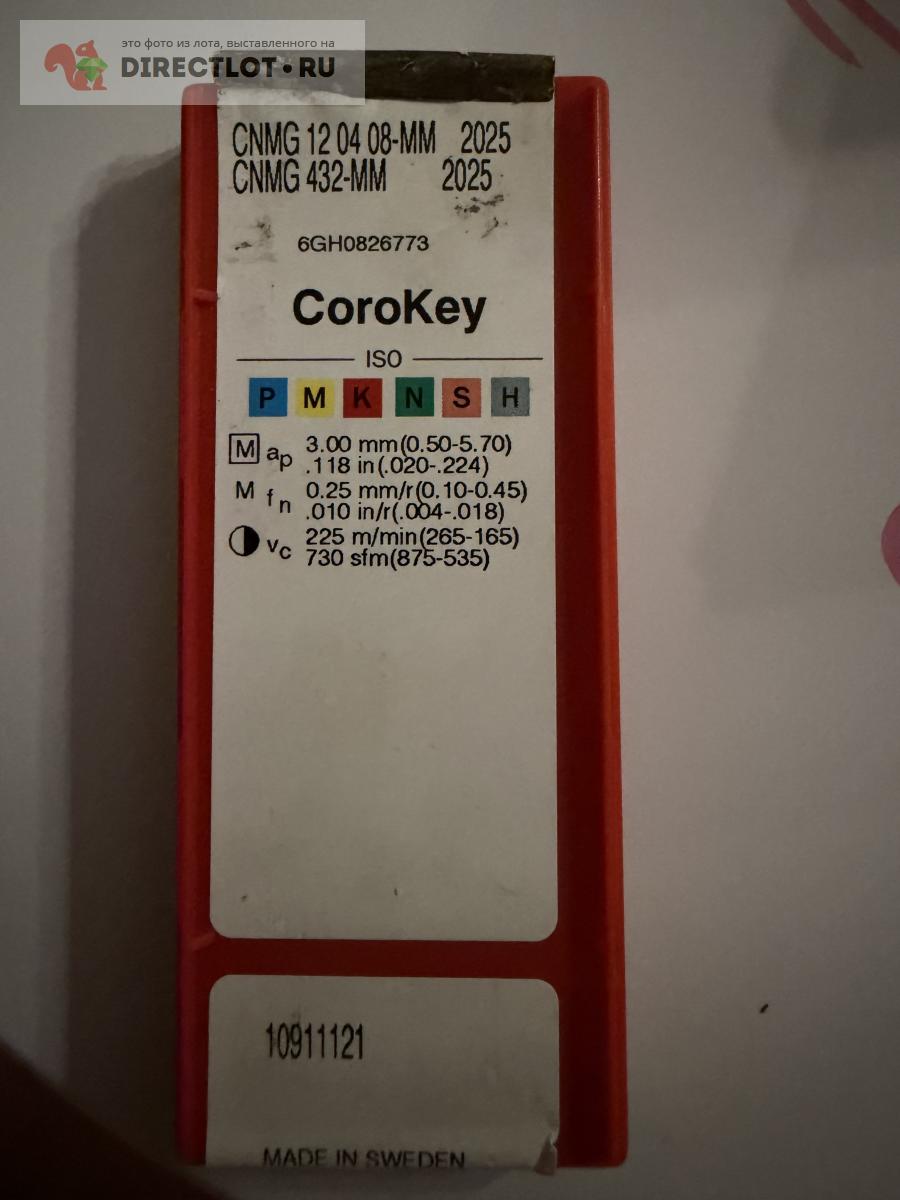 это фото из лота, выставленного на
DIRECTLOT•RU
CNMG 12 04 08-MM 2025
CNMG 432-MM 2025
6GH0826773
CoroKey
ISO
P M K N S H
M ap 3.00 mm(0.50-5.70)
.118 in(.020-.224)
M fn 0.25 mm/r(0.10-0.45)
.010 in/r(.004-.018)
vc 225 m/min(265-165)
730 sfm(875-535)
10911121
MADE IN SWEDEN